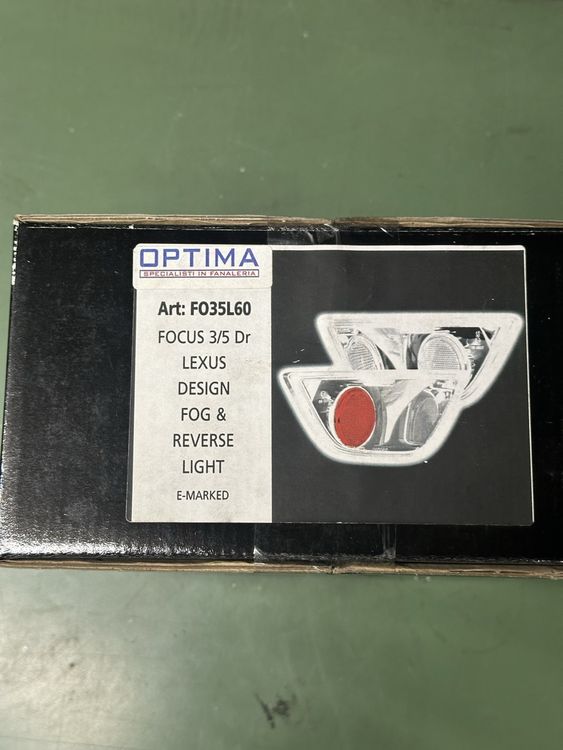 OPTIMA
SPECIALISTI IN FANALERIA
Art: FO35L60
FOCUS 3/5 Dr
LEXUS
DESIGN
FOG &
REVERSE
LIGHT
E-MARKED